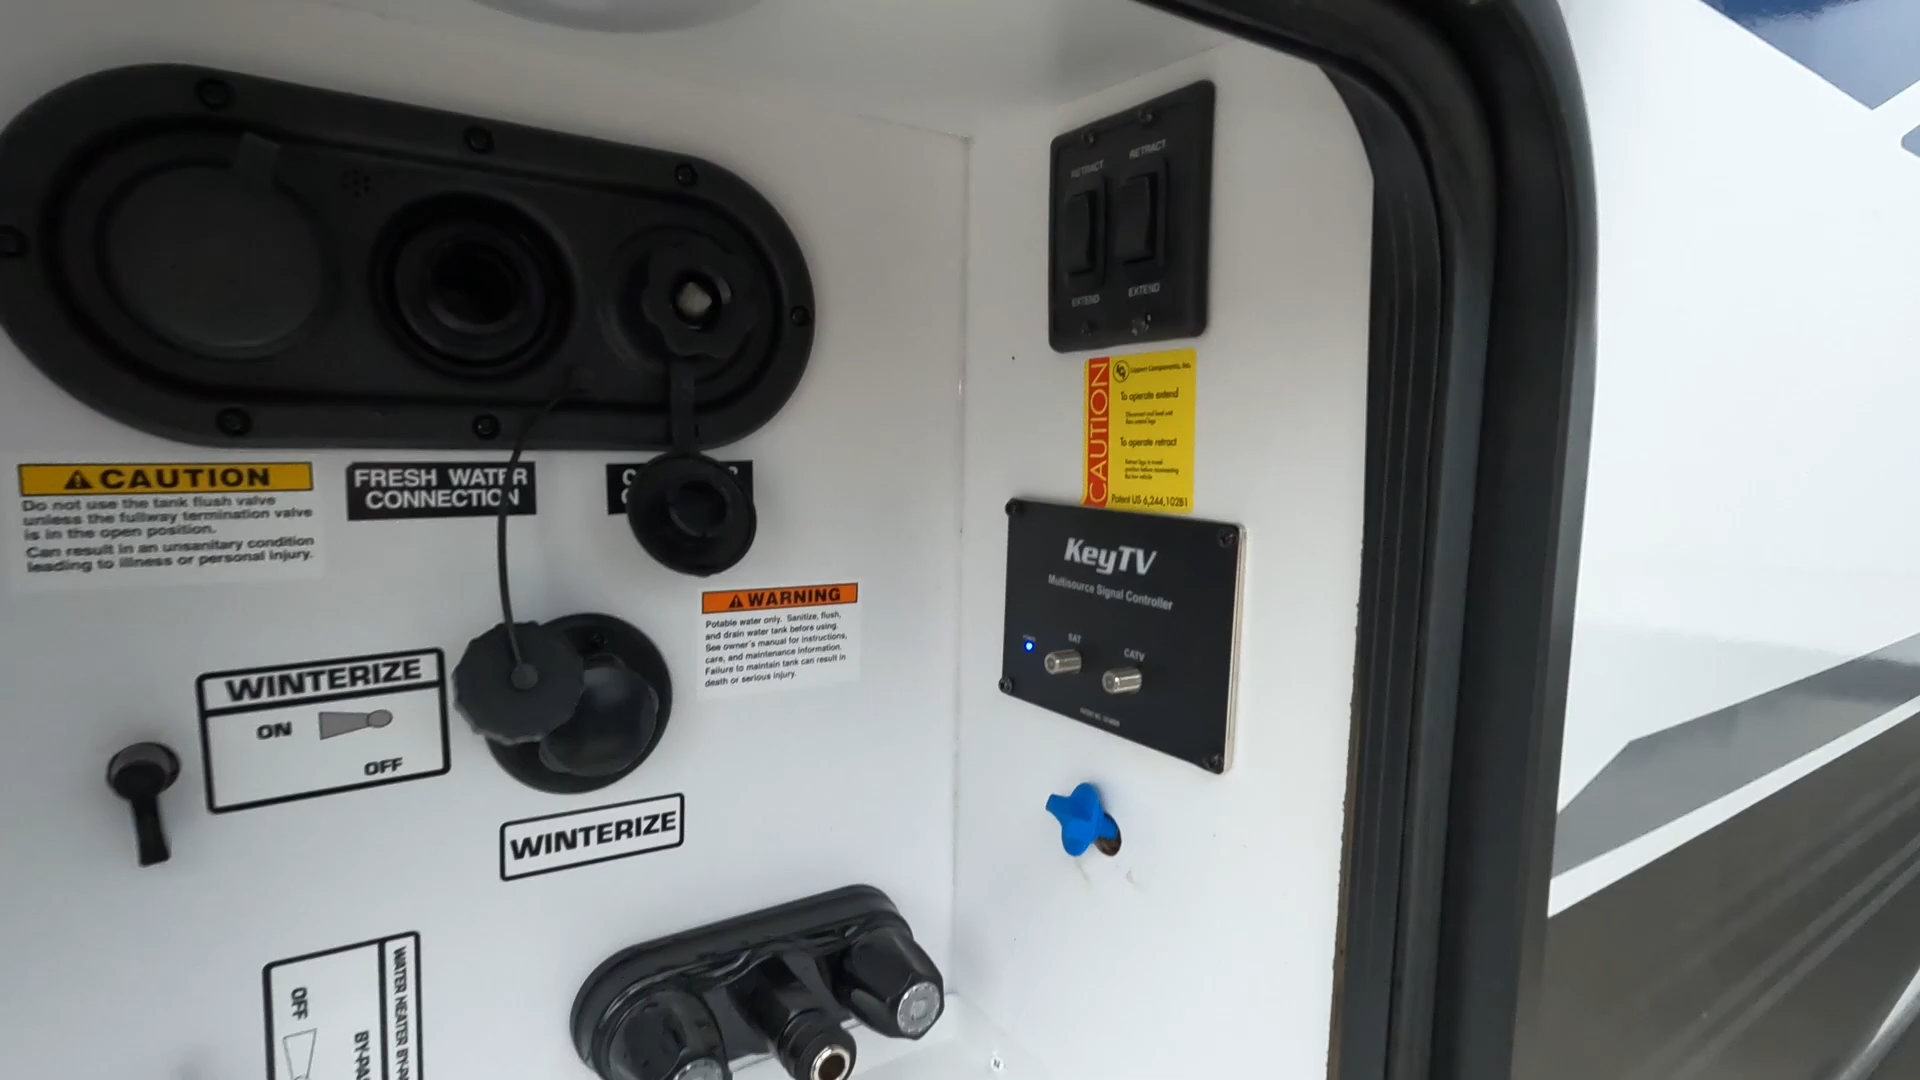 RETRACT
RETRACT
EXTEND
EXTEND
CAUTION
Lippert Components, Inc.
To operate extend
To operate retract
Patent US 6,244,102B1
CAUTION
Do not use the tank flush valve
unless the fullway termination valve
is in the open position.
Can result in an unsanitary condition
leading to illness or personal injury.
FRESH WATER
CONNECTION
KeyTV
Multisource Signal Controller
SAT
CATV
WARNING
Potable water only. Sanitize, flush,
and drain water tank before using.
See owner's manual for instructions,
care, and maintenance information.
Failure to maintain tank can result in
death or serious injury.
WINTERIZE
ON
OFF
WINTERIZE
WATER HEATER
OFF